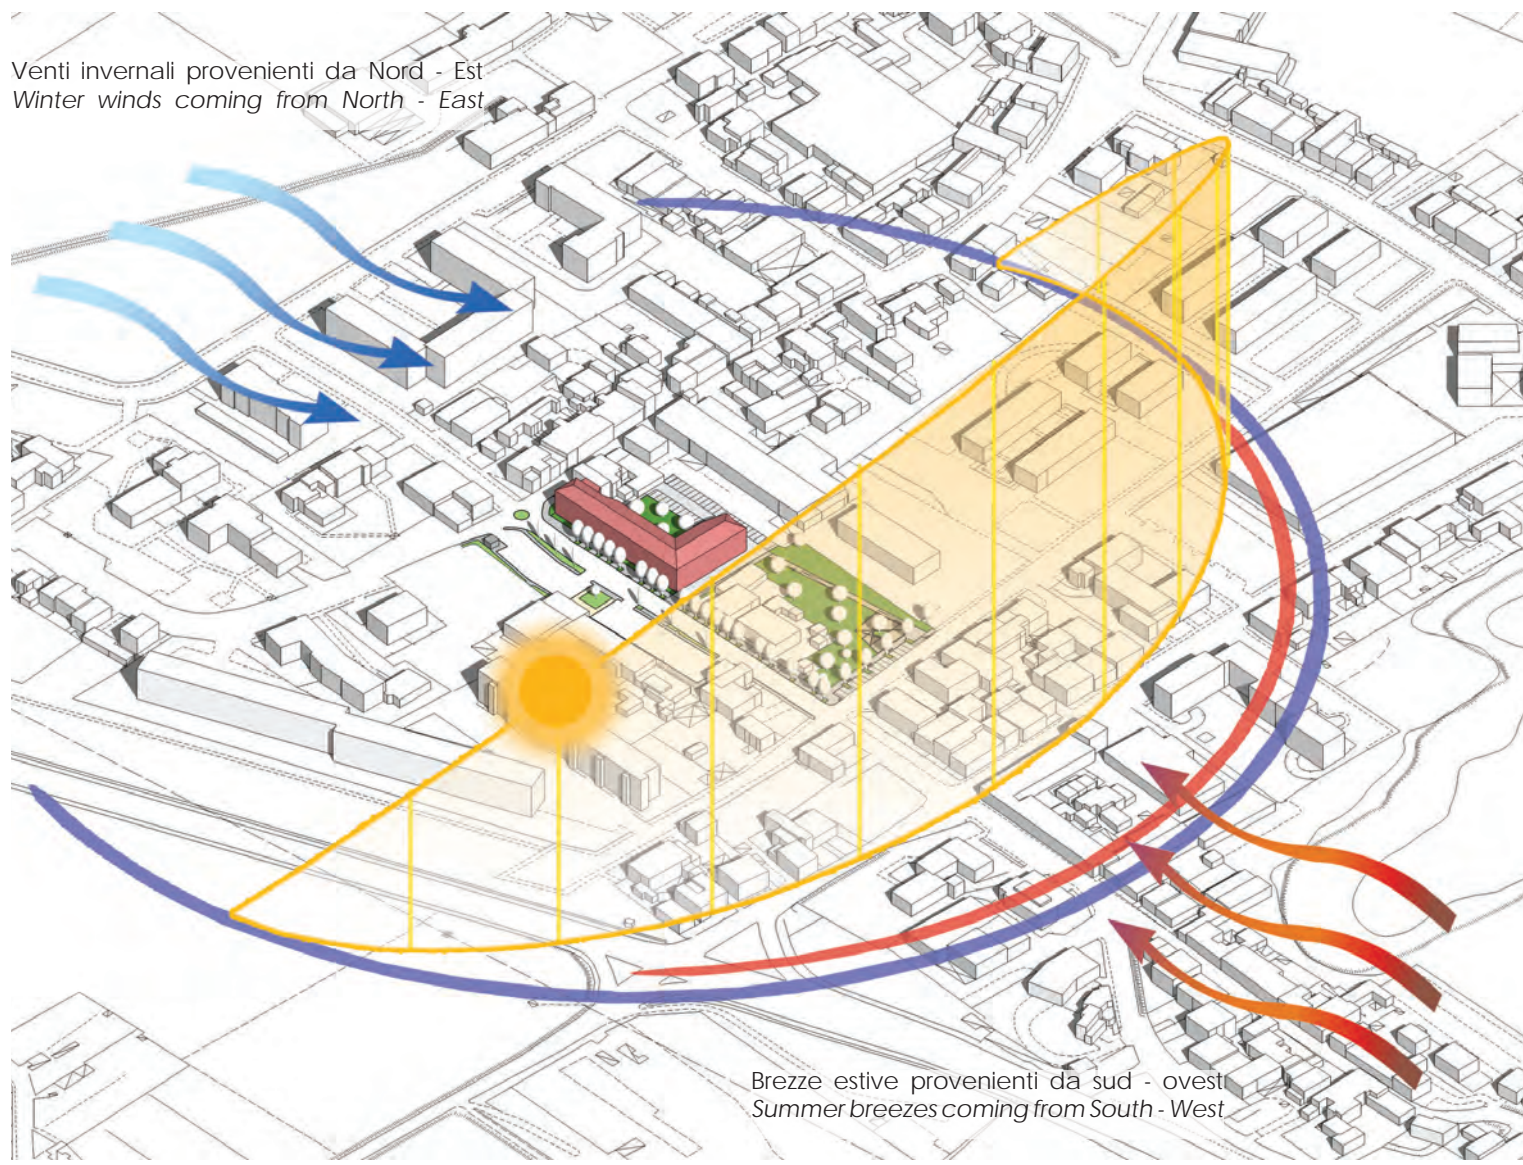 Venti invernali provenienti da Nord - Est
Winter winds coming from North - East
Brezze estive provenienti da sud - ovest
Summer breezes coming from South - West